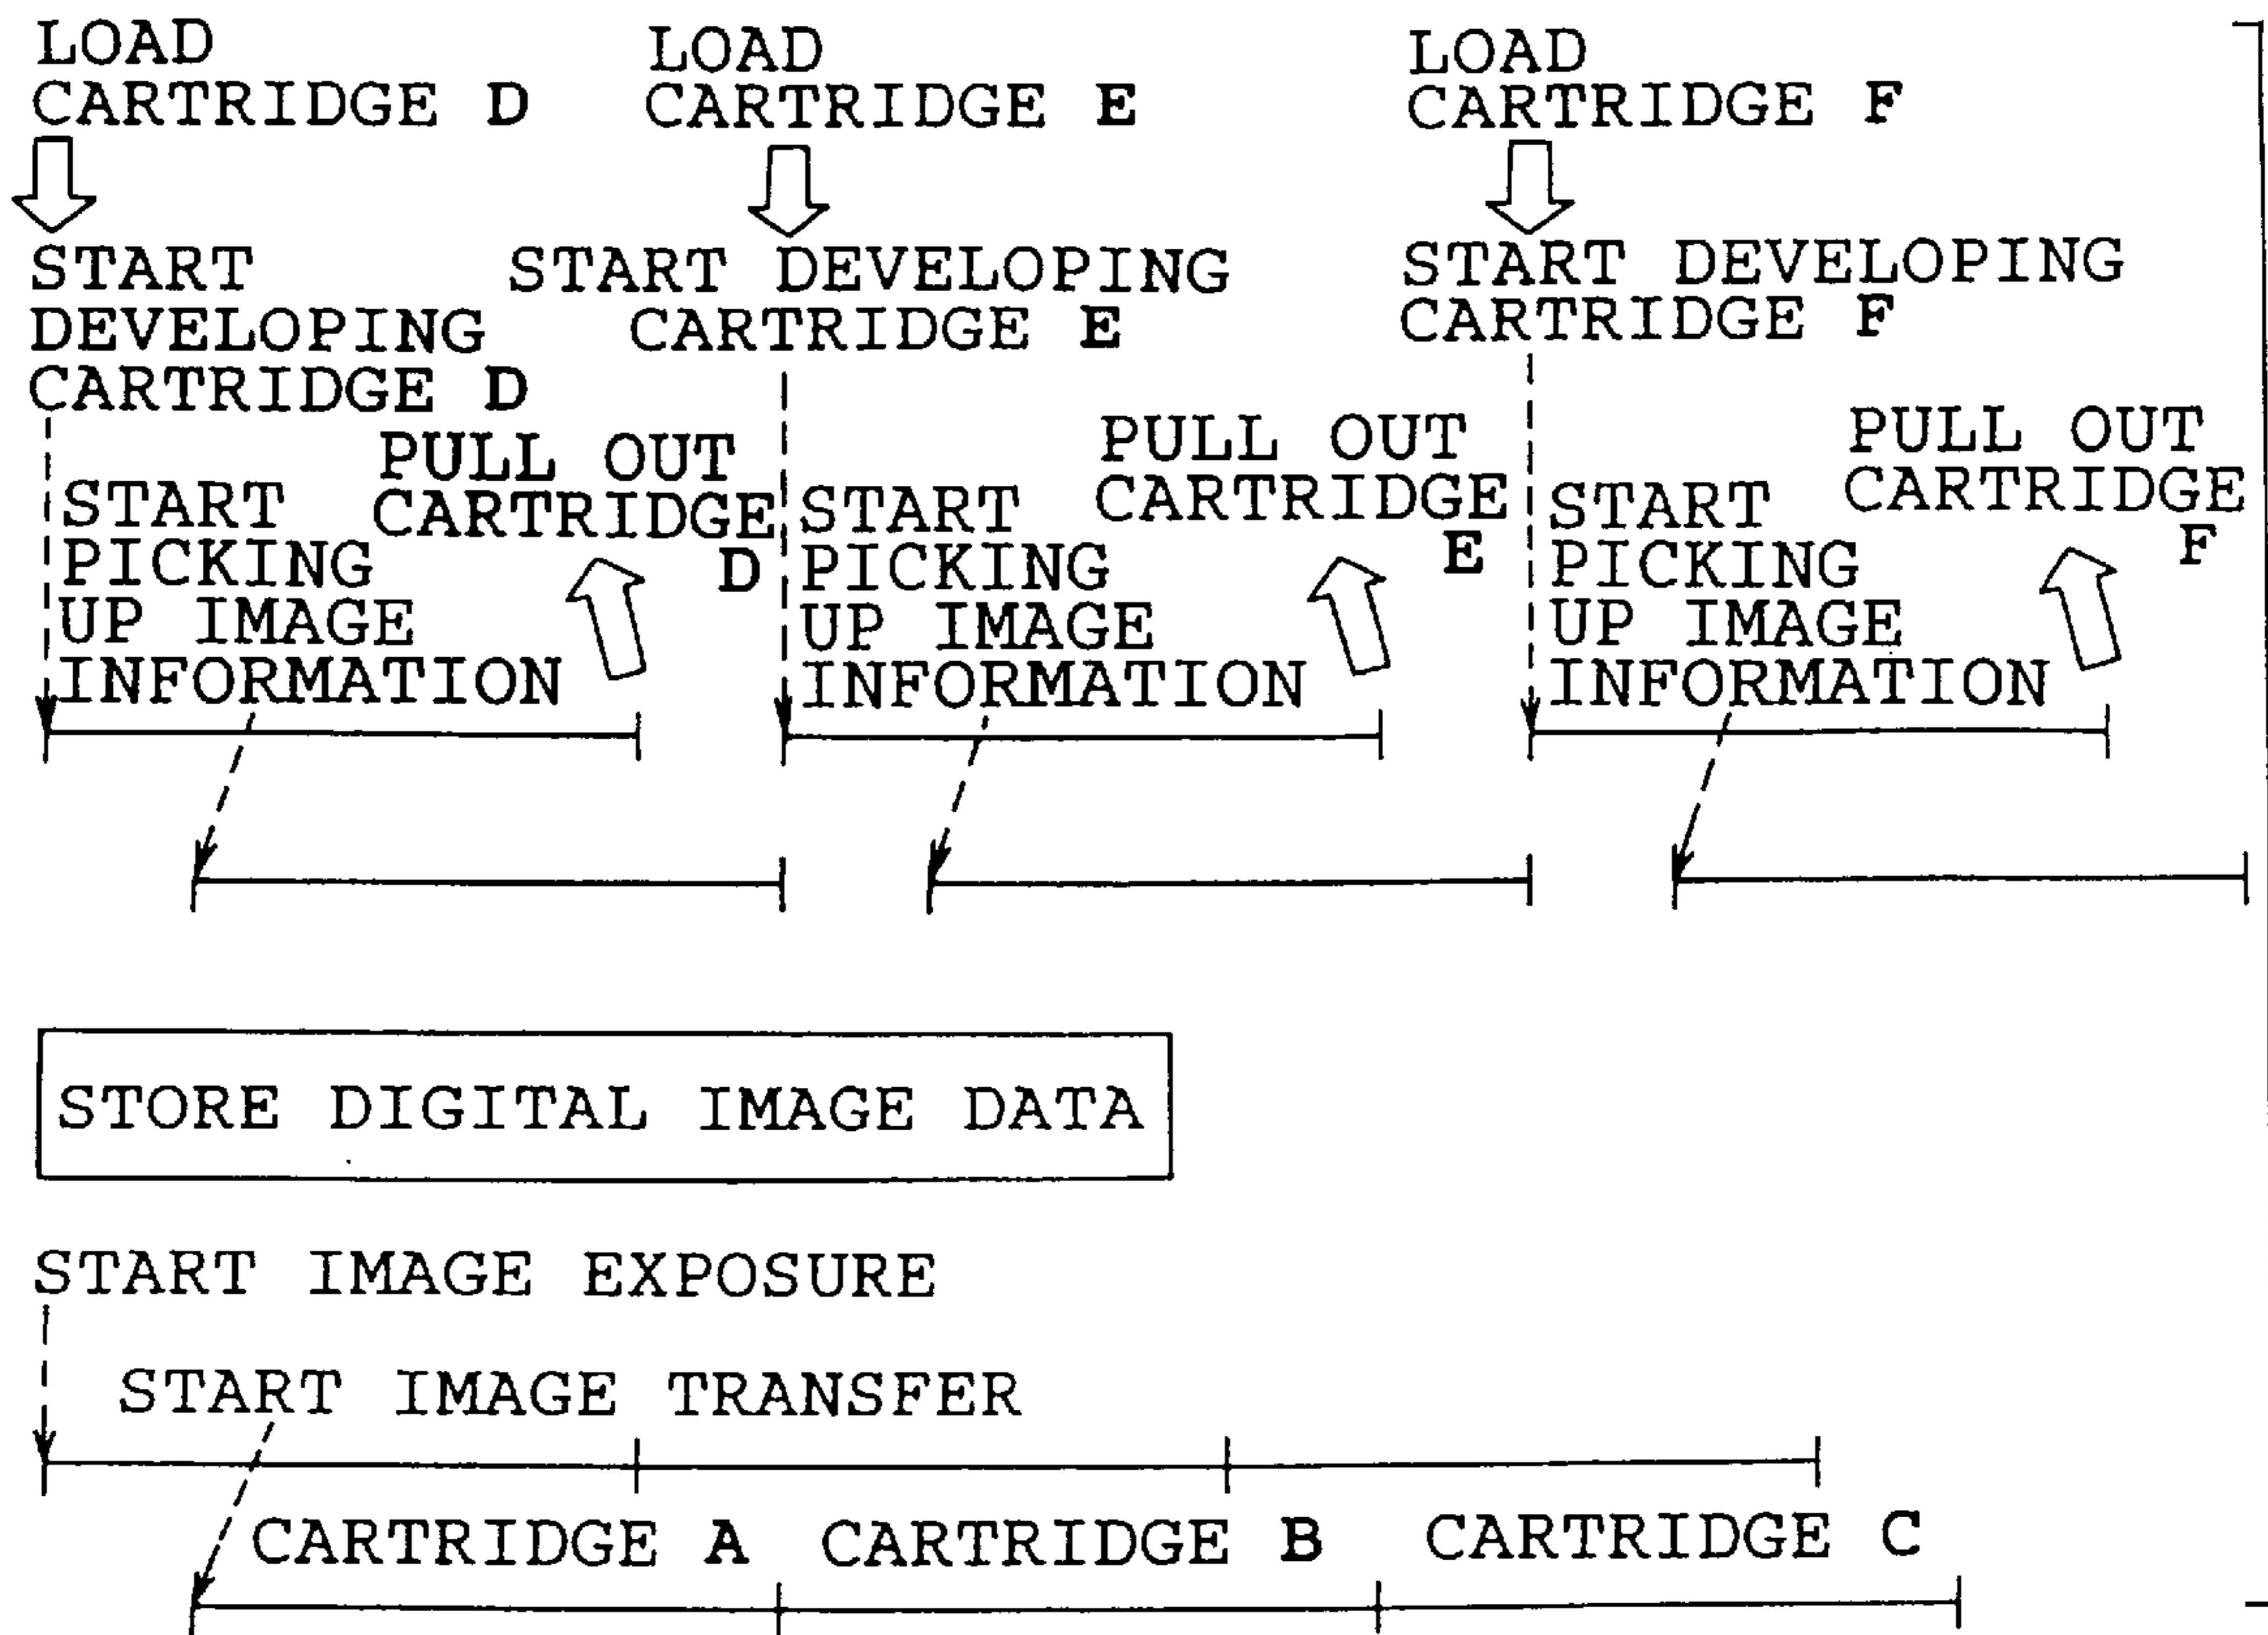 LOAD
CARTRIDGE D
LOAD
CARTRIDGE E
LOAD
CARTRIDGE F
START
DEVELOPING
CARTRIDGE D
START DEVELOPING
CARTRIDGE E
START DEVELOPING
CARTRIDGE F
START
PICKING
UP IMAGE
INFORMATION
PULL OUT
CARTRIDGE
D
START
PICKING
UP IMAGE
INFORMATION
PULL OUT
CARTRIDGE
E
START
PICKING
UP IMAGE
INFORMATION
PULL OUT
CARTRIDGE
F
STORE DIGITAL IMAGE DATA
START IMAGE EXPOSURE
START IMAGE TRANSFER
CARTRIDGE A CARTRIDGE B CARTRIDGE C